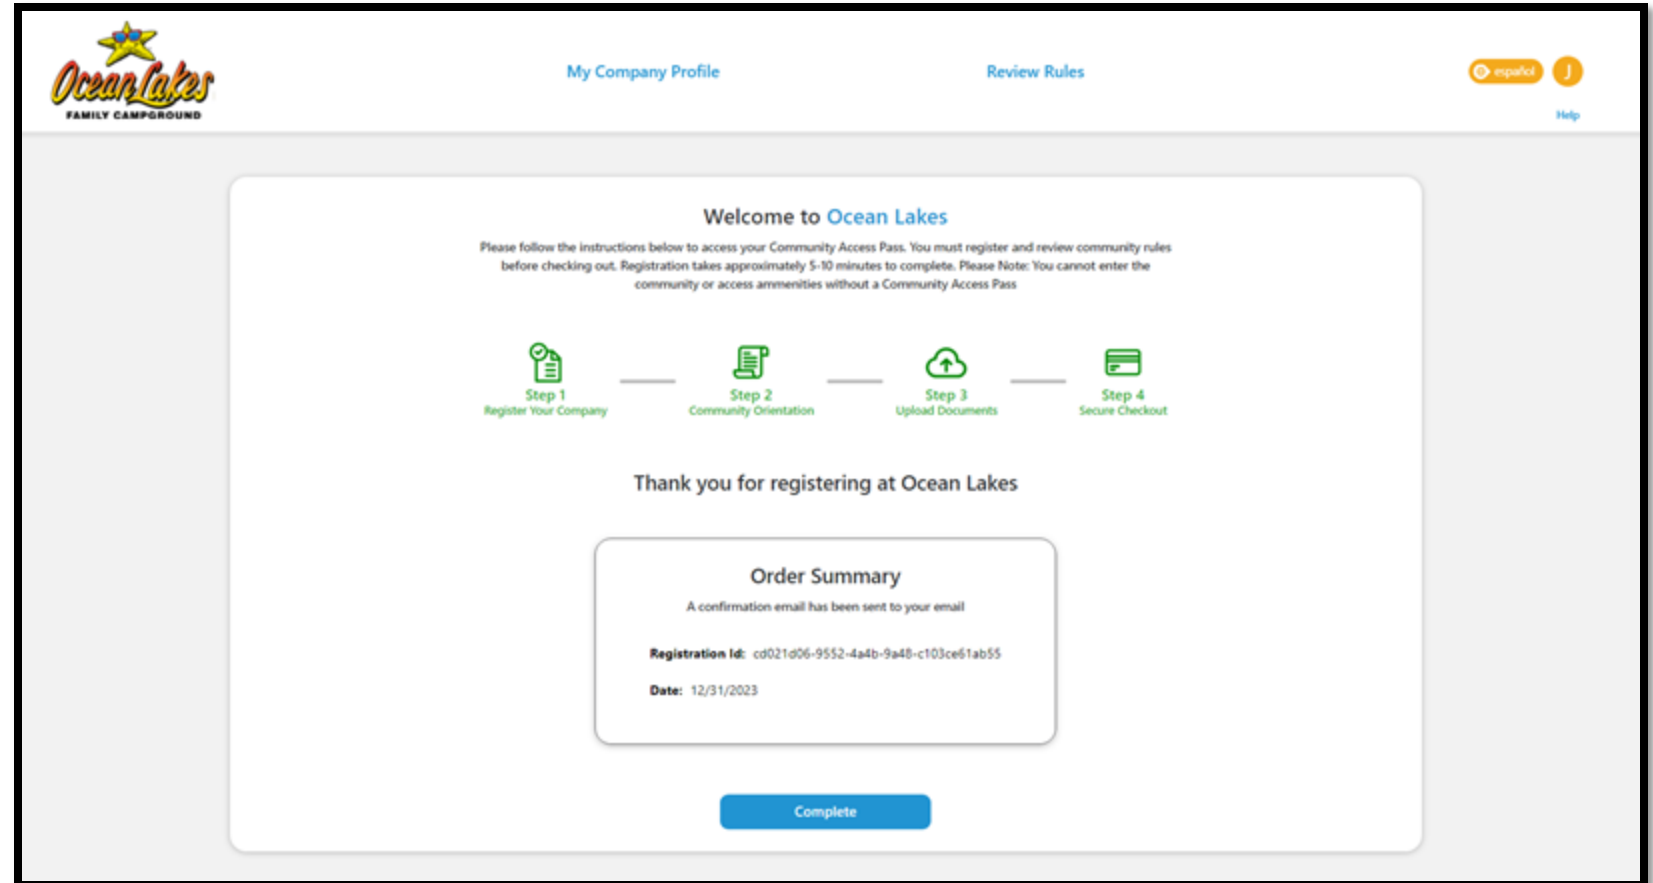 Ocean Lakes
FAMILY CAMPGROUND
My Company Profile
Review Rules
español
J
Help
Welcome to Ocean Lakes
Please follow the instructions below to access your Community Access Pass. You must register and review community rules
before checking out. Registration takes approximately 5-10 minutes to complete. Please Note: You cannot enter the
community or access ammenities without a Community Access Pass
Step 1
Register Your Company
Step 2
Community Orientation
Step 3
Upload Documents
Step 4
Secure Checkout
Thank you for registering at Ocean Lakes
Order Summary
A confirmation email has been sent to your email
Registration Id: cd021d06-9552-4a4b-9a48-c103ce61ab55
Date: 12/31/2023
Complete